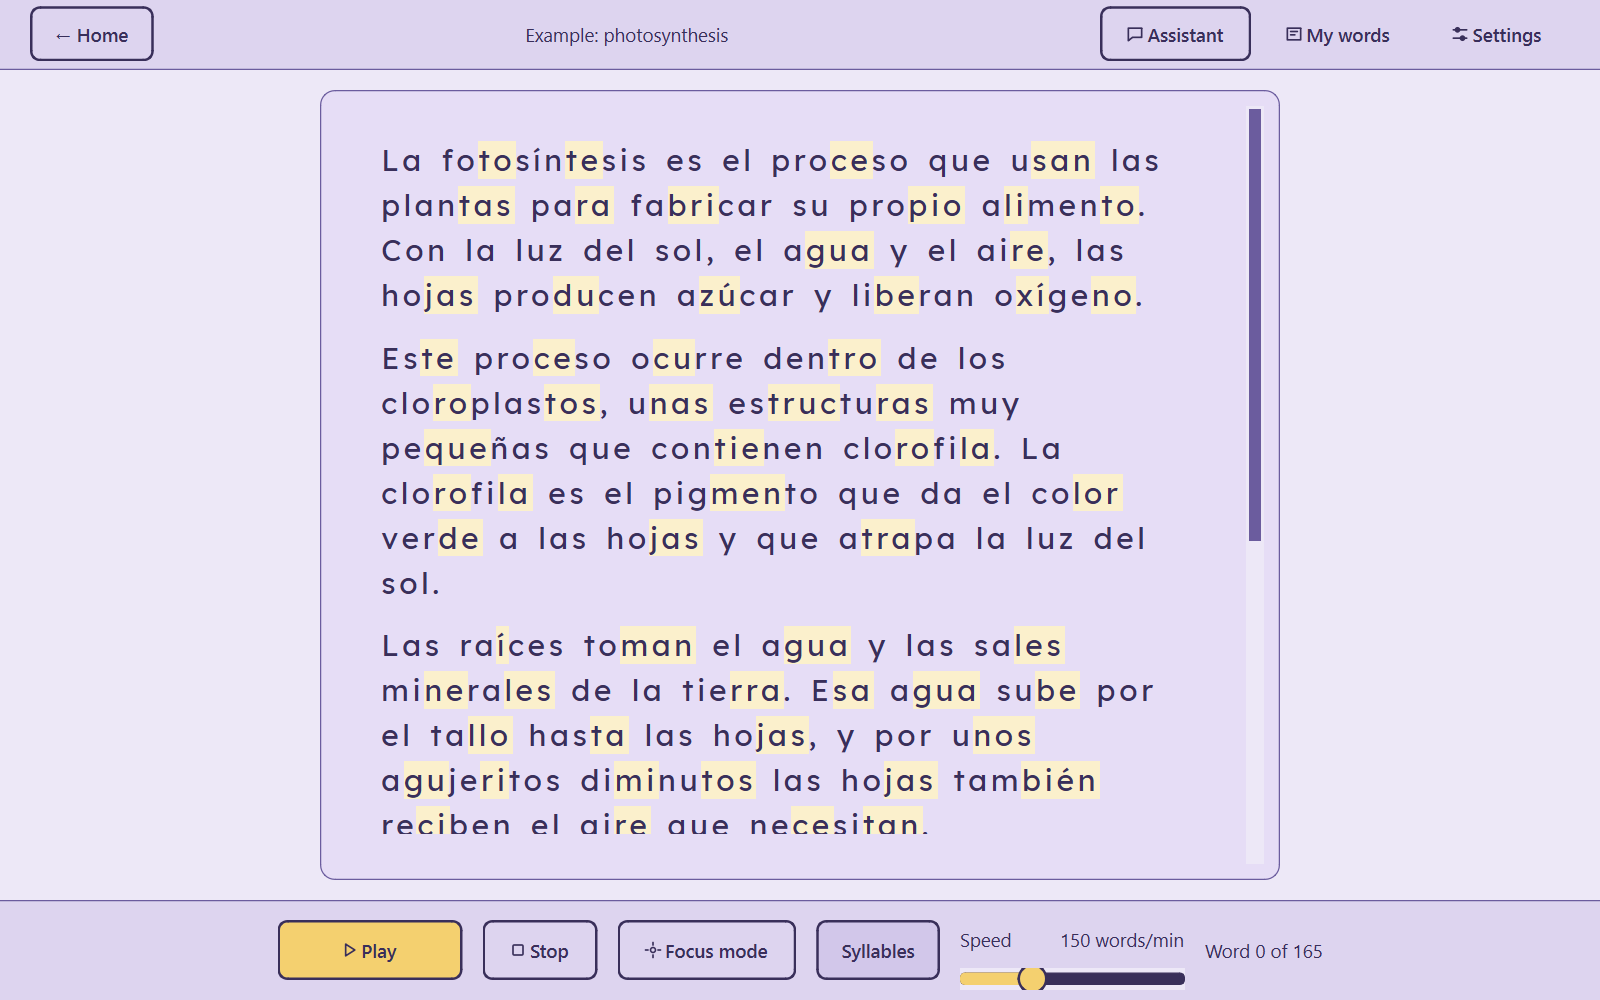 ← Home
Example: photosynthesis
Assistant
My words
Settings
La fotosíntesis es el proceso que usan las
plantas para fabricar su propio alimento.
Con la luz del sol, el agua y el aire, las
hojas producen azúcar y liberan oxígeno.
Este proceso ocurre dentro de los
cloroplastos, unas estructuras muy
pequeñas que contienen clorofila. La
clorofila es el pigmento que da el color
verde a las hojas y que atrapa la luz del
sol.
Las raíces toman el agua y las sales
minerales de la tierra. Esa agua sube por
el tallo hasta las hojas, y por unos
agujeritos diminutos las hojas también
reciben el aire que necesitan.
Play
Stop
Focus mode
Syllables
Speed
150 words/min
Word 0 of 165